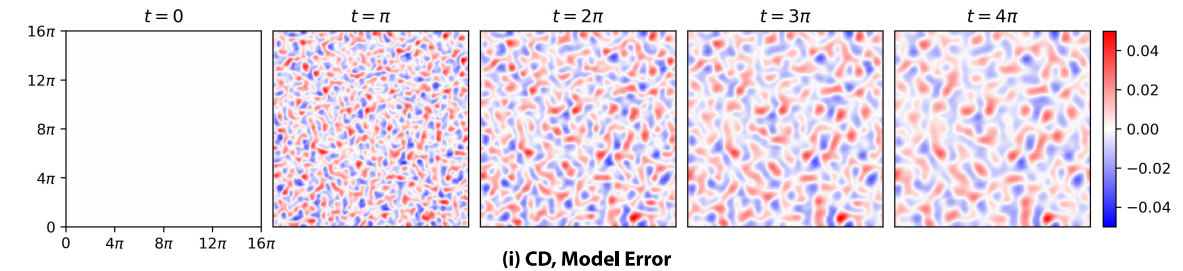 t = 0
t = π
t = 2π
t = 3π
t = 4π
16π
12π
8π
4π
0
0 4π 8π 12π 16π
0.04
0.02
0.00
−0.02
−0.04
(i) CD, Model Error